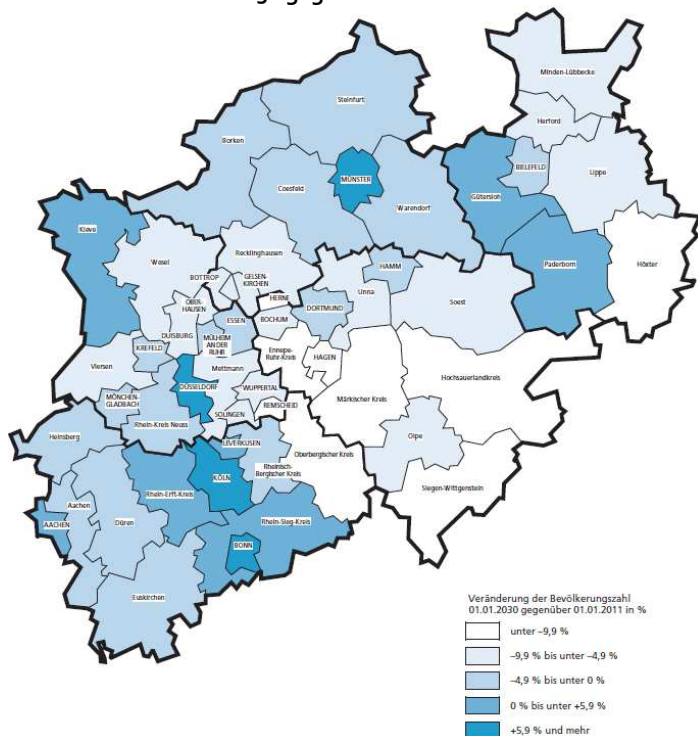 Minden-Lübbecke
Steinfurt
Herford
Borken
BIELEFELD
Lippe
MÜNSTER
Coesfeld
Gütersloh
Warendorf
Kleve
Höxter
Recklinghausen
Paderborn
Wesel
BOTTROP
GELSEN-
KIRCHEN
HAMM
Unna
Soest
OBER-
HAUSEN
HERNE
DORTMUND
ESSEN
BOCHUM
DUISBURG
MÜLHEIM
AN DER
RUHR
KREFELD
Ennepe-
Ruhr-Kreis
HAGEN
Viersen
Mettmann
Hochsauerlandkreis
DÜSSELDORF
WUPPERTAL
MÖNCHEN-
GLADBACH
Märkischer Kreis
REMSCHEID
SOLINGEN
Rhein-Kreis Neuss
Heinsberg
Olpe
LEVERKUSEN
Oberbergischer Kreis
KÖLN
Rheinisch-
Bergischer Kreis
Rhein-Erft-Kreis
Siegen-Wittgenstein
Aachen
AACHEN
Düren
Rhein-Sieg-Kreis
BONN
Euskirchen
Veränderung der Bevölkerungszahl
01.01.2030 gegenüber 01.01.2011 in %
unter –9,9 %
–9,9 % bis unter –4,9 %
–4,9 % bis unter 0 %
0 % bis unter +5,9 %
+5,9 % und mehr